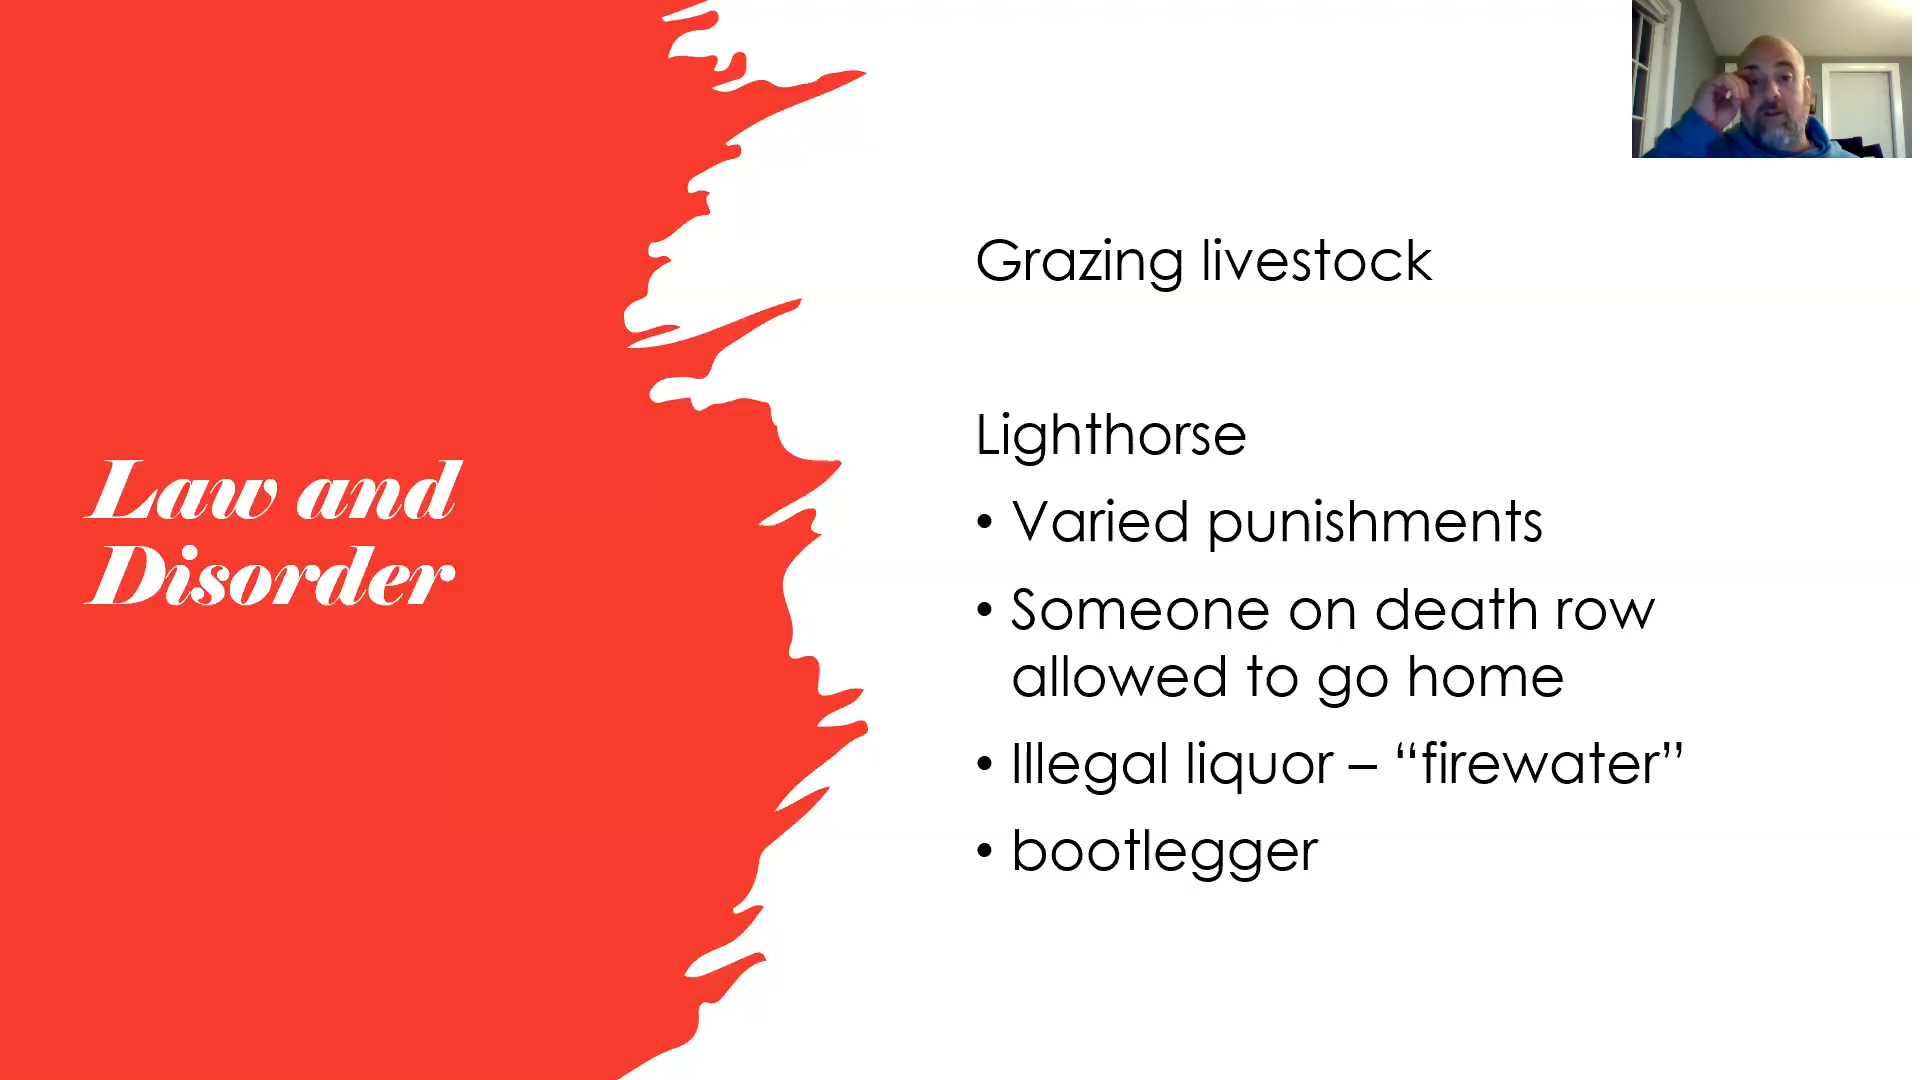 Law and
Disorder
Grazing livestock
Lighthorse
• Varied punishments
• Someone on death row
allowed to go home
• Illegal liquor – “firewater”
• bootlegger